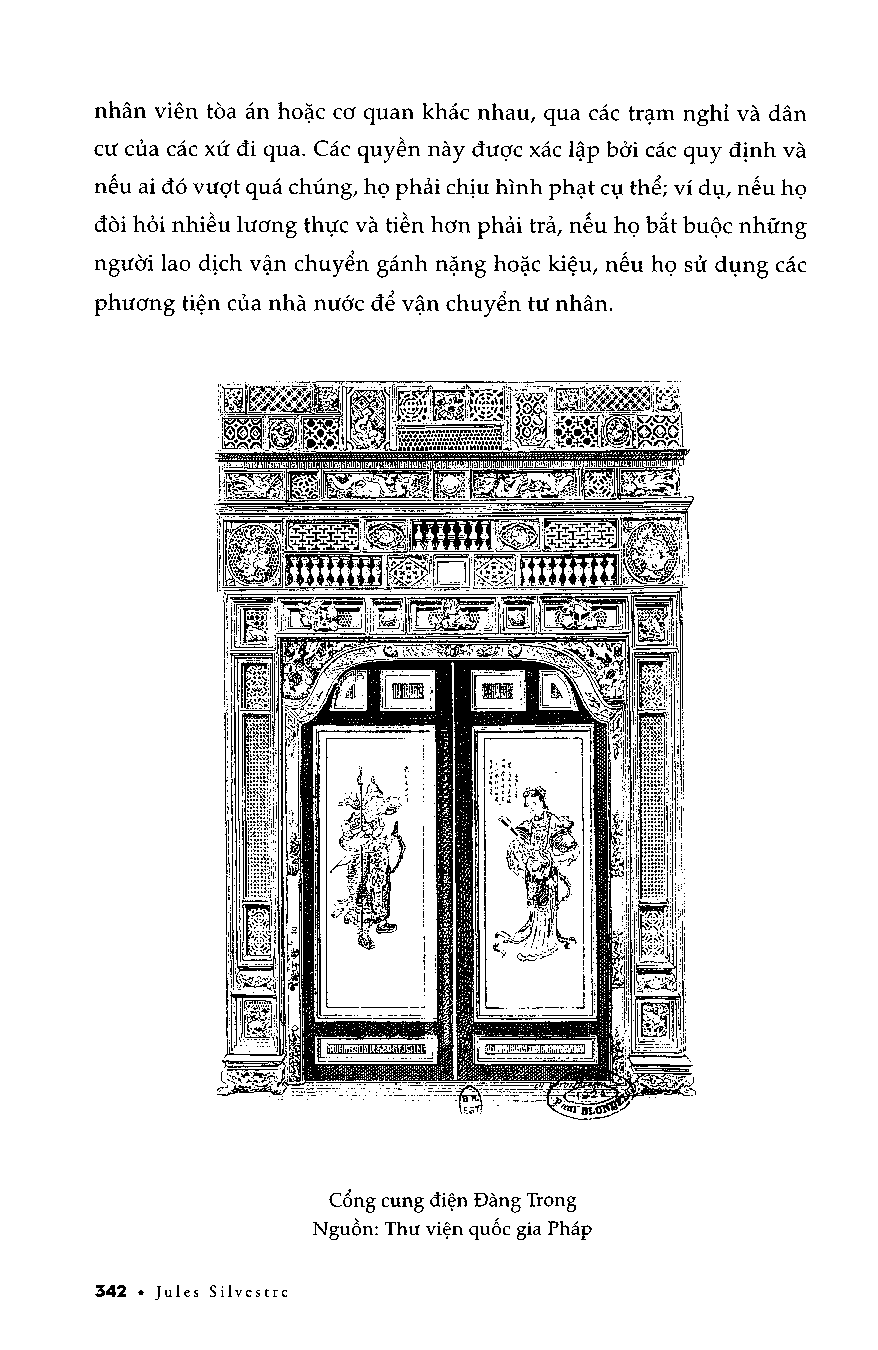 nhân viên tòa án hoặc cơ quan khác nhau, qua các trạm nghỉ và dân
cư của các xứ đi qua. Các quyền này được xác lập bởi các quy định và
nếu ai đó vượt quá chúng, họ phải chịu hình phạt cụ thể; ví dụ, nếu họ
đòi hỏi nhiều lương thực và tiền hơn phải trả, nếu họ bắt buộc những
người lao dịch vận chuyển gánh nặng hoặc kiệu, nếu họ sử dụng các
phương tiện của nhà nước để vận chuyển tư nhân.
Cổng cung điện Đàng Trong
Nguồn: Thư viện quốc gia Pháp
342 • Jules Silvestre